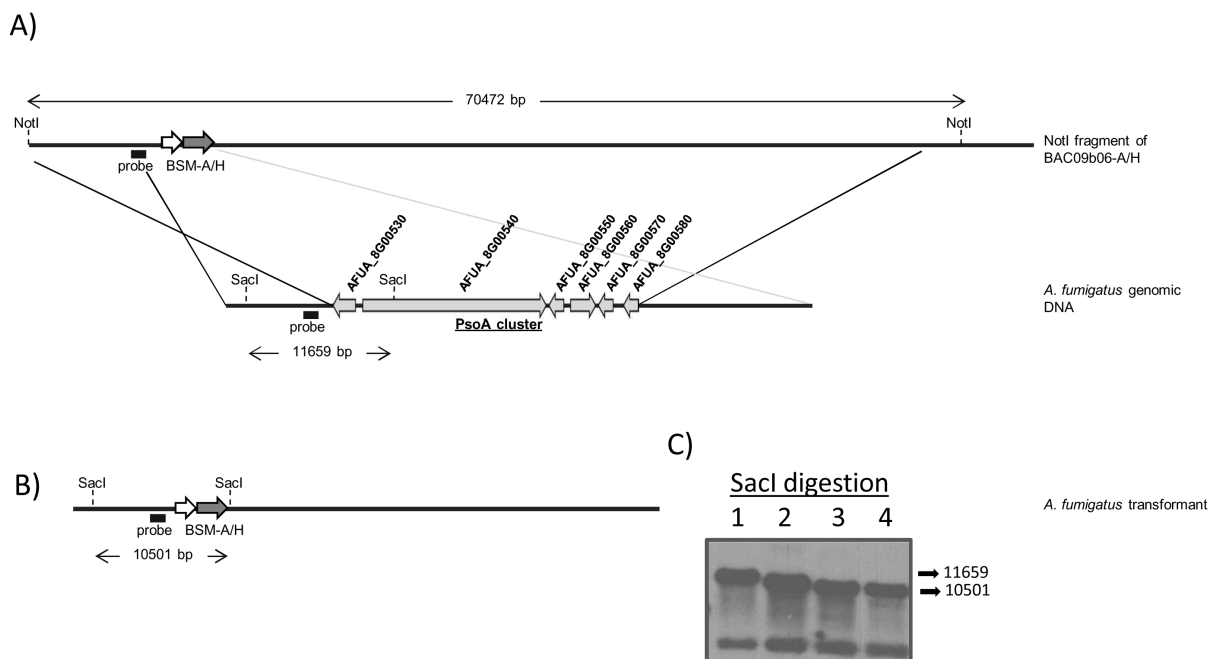 A)
70472 bp
NotI
NotI
NotI fragment of
BAC09b06-A/H
probe
BSM-A/H
AFUA_8G00530
AFUA_8G00540
AFUA_8G00550
AFUA_8G00560
AFUA_8G00570
AFUA_8G00580
SacI
SacI
A. fumigatus genomic
DNA
probe
PsoA cluster
11659 bp
B)
SacI
SacI
probe
BSM-A/H
10501 bp
A. fumigatus transformant
C)
SacI digestion
1 2 3 4
11659
10501